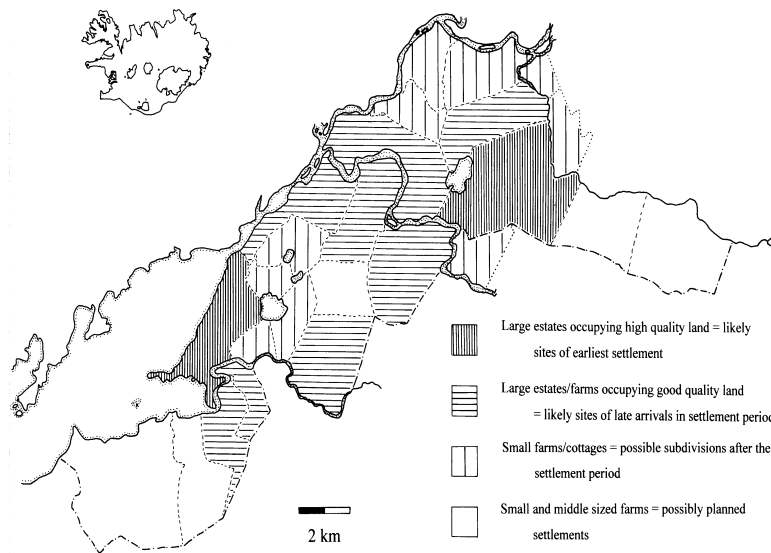 Large estates occupying high quality land = likely
sites of earliest settlement
Large estates/farms occupying good quality land
= likely sites of late arrivals in settlement period
Small farms/cottages = possible subdivisions after the
settlement period
Small and middle sized farms = possibly planned
settlements
2 km